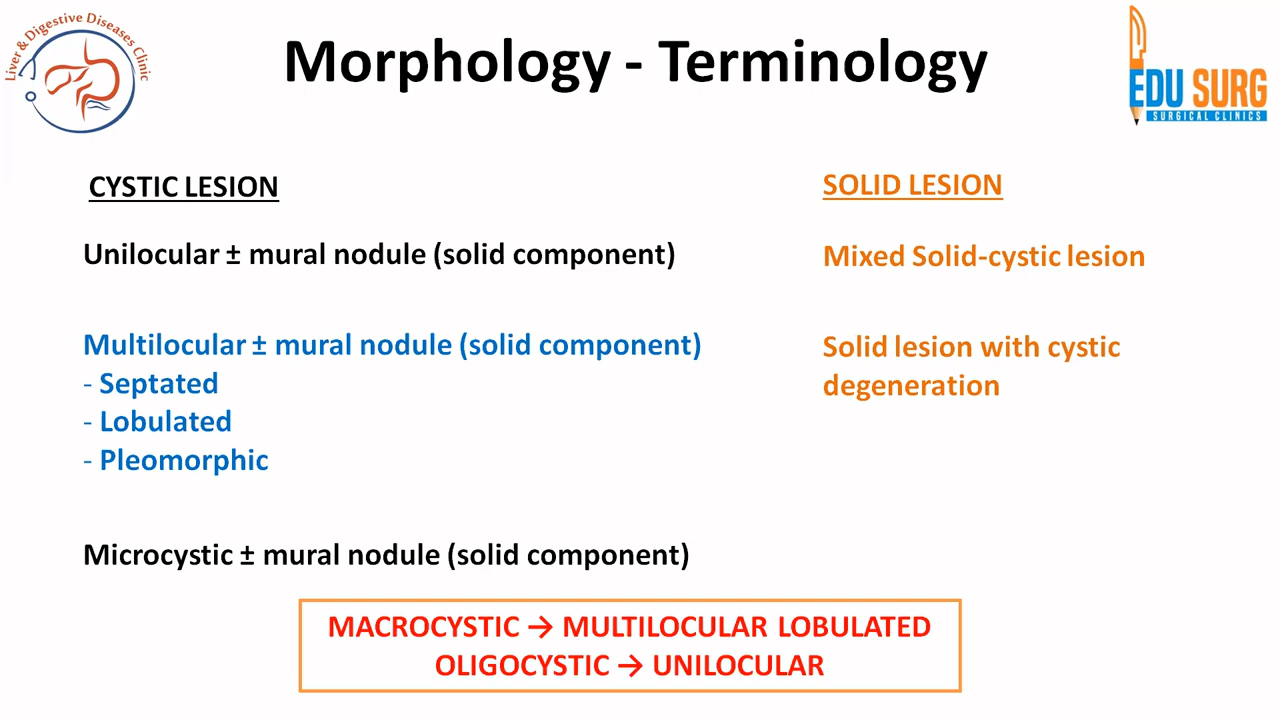 Liver & Digestive Diseases Clinic
Morphology - Terminology
EDU SURG
SURGICAL CLINICS
CYSTIC LESION
Unilocular ± mural nodule (solid component)
Multilocular ± mural nodule (solid component)
- Septated
- Lobulated
- Pleomorphic
Microcystic ± mural nodule (solid component)
SOLID LESION
Mixed Solid-cystic lesion
Solid lesion with cystic
degeneration
MACROCYSTIC → MULTILOCULAR LOBULATED
OLIGOCYSTIC → UNILOCULAR